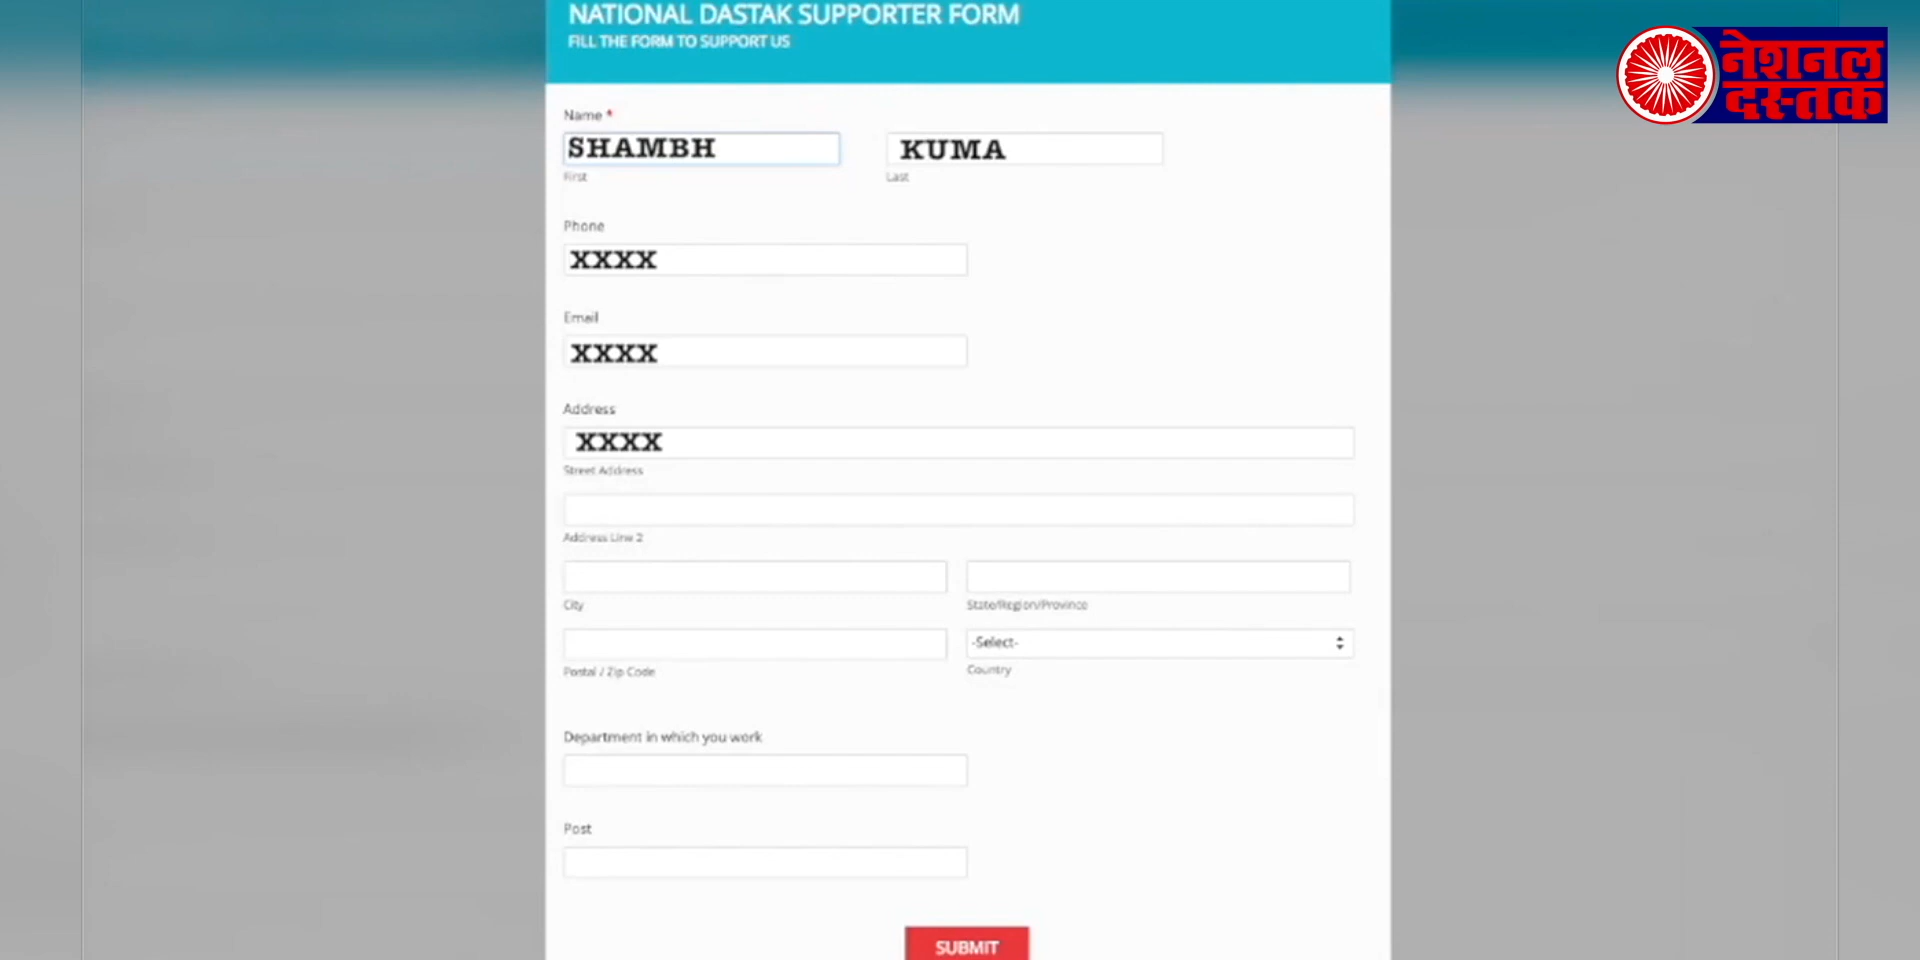 NATIONAL DASTAK SUPPORTER FORM
FILL THE FORM TO SUPPORT US
नेशनल
दस्तक
Name *
SHAMBH KUMA
First Last
Phone
XXXX
Email
XXXX
Address
XXXX
Street Address
Address Line 2
City State/Region/Province
-Select-
Postal / Zip Code Country
Department in which you work
Post
SUBMIT